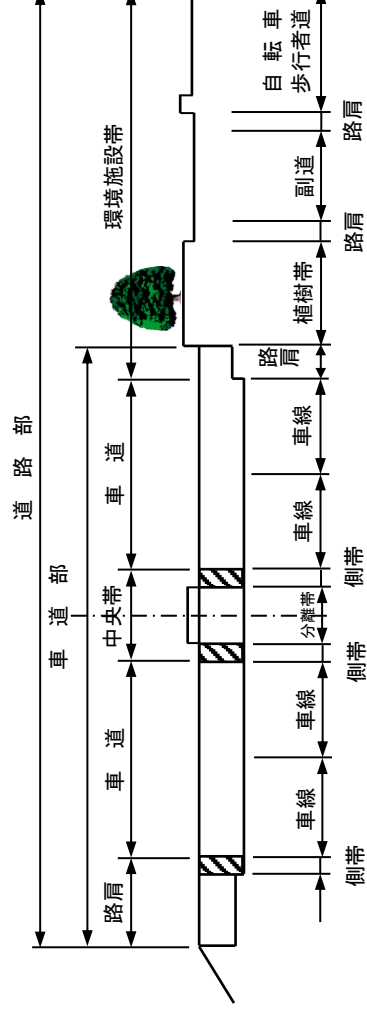 道路部
車道部
環境施設帯
車道
中央帯
車道
路肩
自転車
歩行者道
路肩
副道
路肩
植樹帯
路肩
車線
車線
側帯
分離帯
側帯
車線
車線
側帯